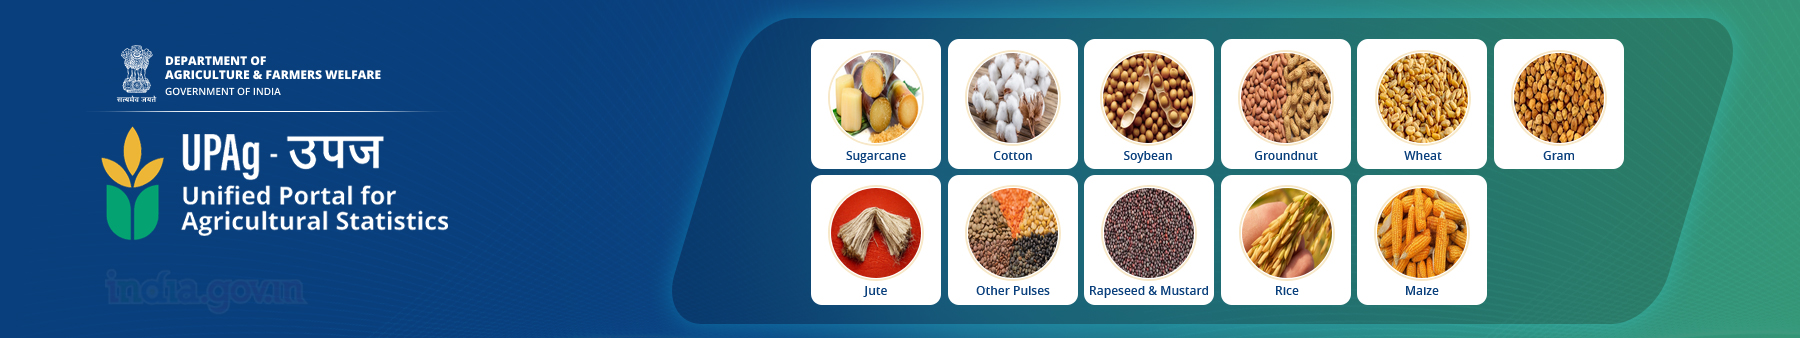 DEPARTMENT OF
AGRICULTURE & FARMERS WELFARE
GOVERNMENT OF INDIA
सत्यमेव जयते
UPAg - उपज
Unified Portal for
Agricultural Statistics
india.gov.in
Sugarcane
Cotton
Soybean
Groundnut
Wheat
Gram
Jute
Other Pulses
Rapeseed & Mustard
Rice
Maize